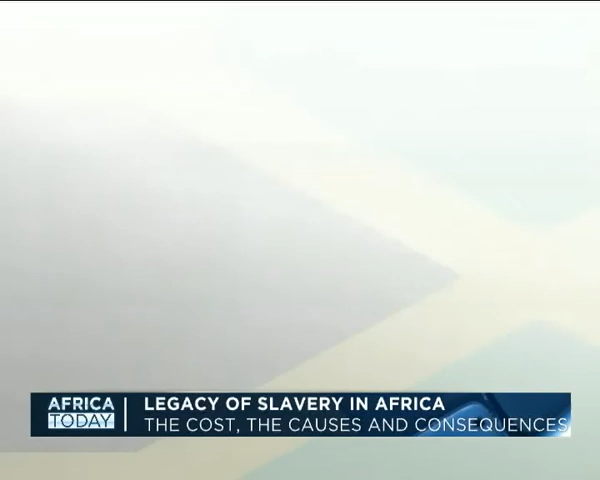 AFRICA
TODAY
LEGACY OF SLAVERY IN AFRICA
THE COST, THE CAUSES AND CONSEQUENCES